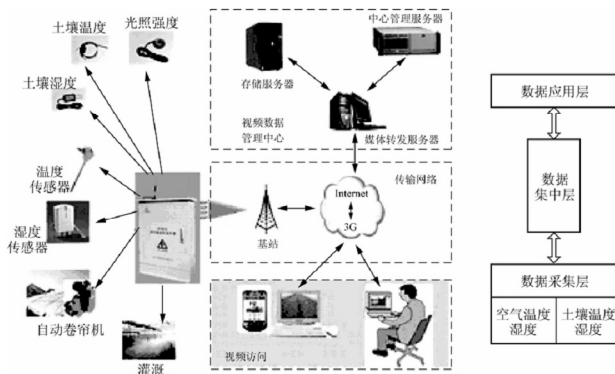 土壤温度
光照强度
土壤湿度
温度
传感器
湿度
传感器
自动卷帘机
灌溉
存储服务器
中心管理服务器
视频数据
管理中心
媒体转发服务器
传输网络
基站
Internet
3G
视频访问
数据应用层
数据
集中层
数据采集层
空气温度
湿度
土壤温度
湿度